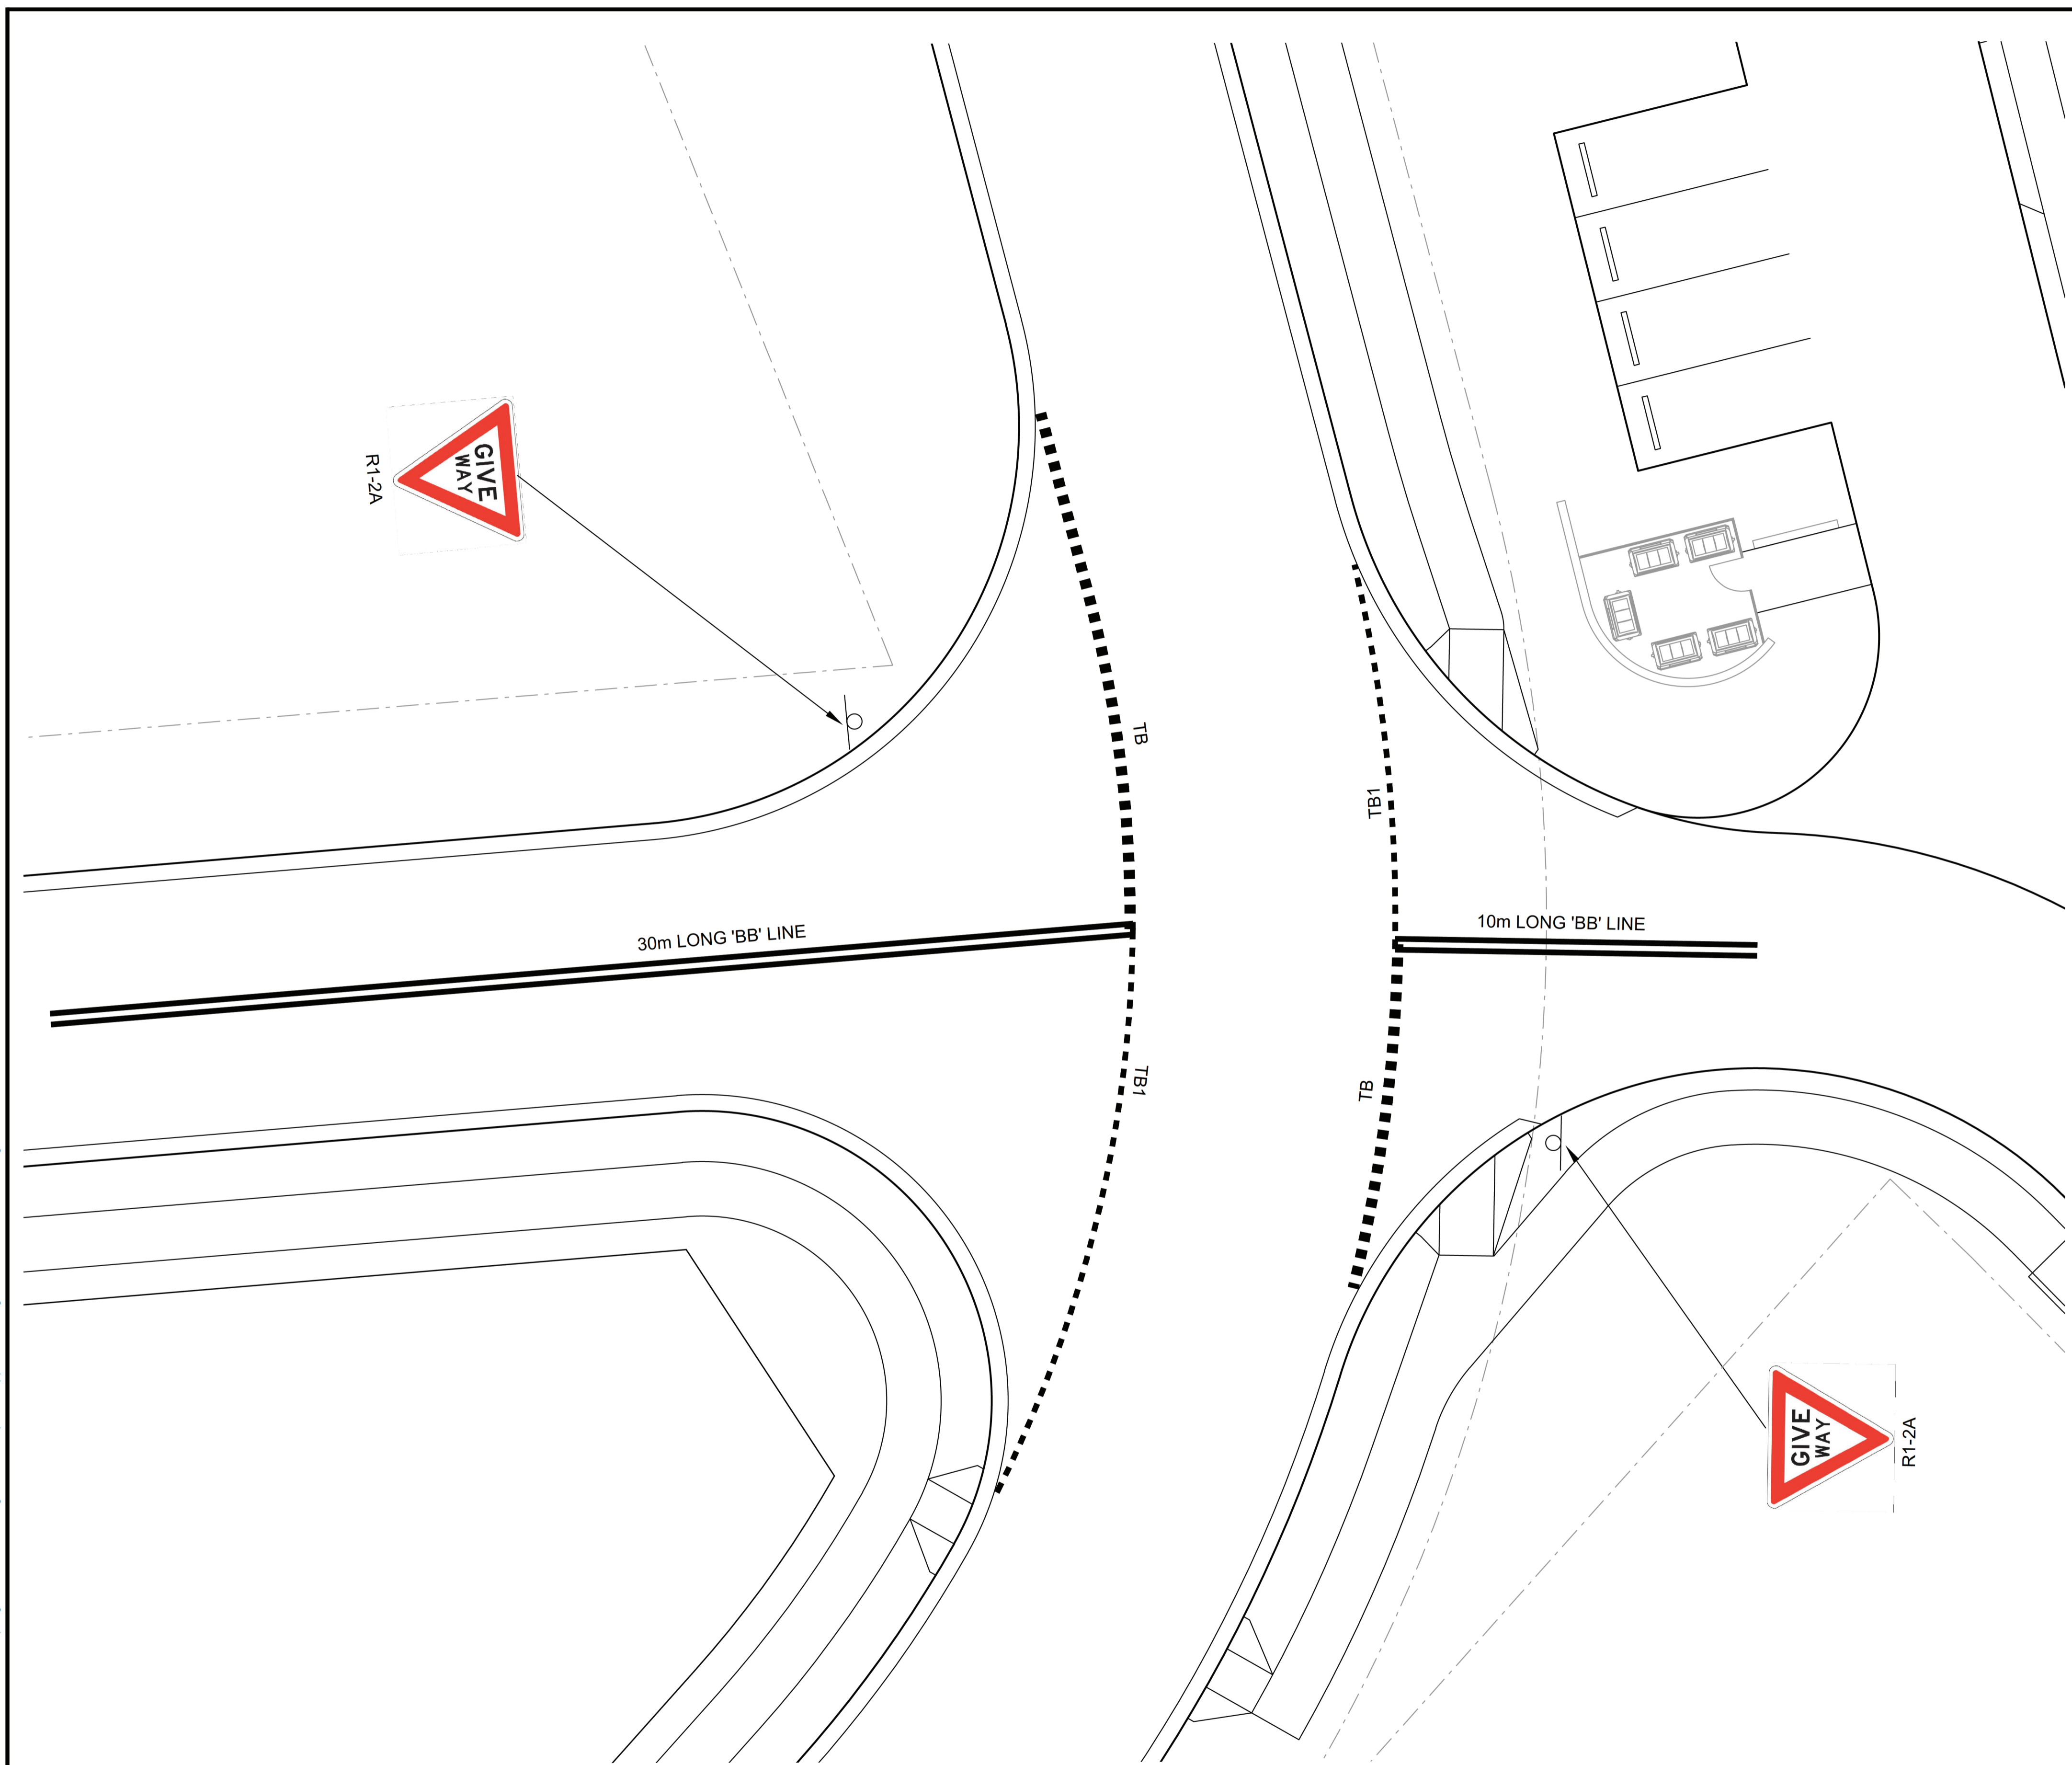 GIVE
WAY
R1-2A
TB
TB1
30m LONG 'BB' LINE
10m LONG 'BB' LINE
TB1
TB
GIVE
WAY
R1-2A